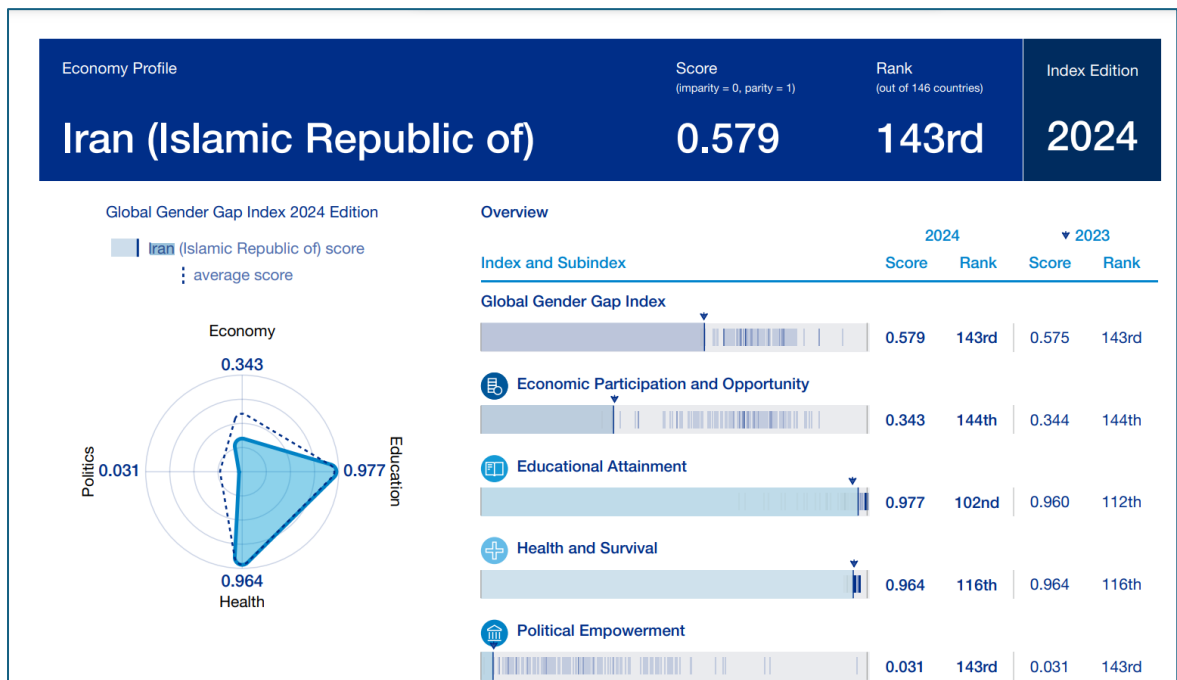 Economy Profile
Iran (Islamic Republic of)
Score
(imparity = 0, parity = 1)
0.579
Rank
(out of 146 countries)
143rd
Index Edition
2024
Global Gender Gap Index 2024 Edition
Iran (Islamic Republic of) score
average score
Economy
0.343
Politics
0.031
0.977
Education
0.964
Health
Overview
2024 2023
Index and Subindex Score Rank Score Rank
Global Gender Gap Index
0.579 143rd 0.575 143rd
Economic Participation and Opportunity
0.343 144th 0.344 144th
Educational Attainment
0.977 102nd 0.960 112th
Health and Survival
0.964 116th 0.964 116th
Political Empowerment
0.031 143rd 0.031 143rd